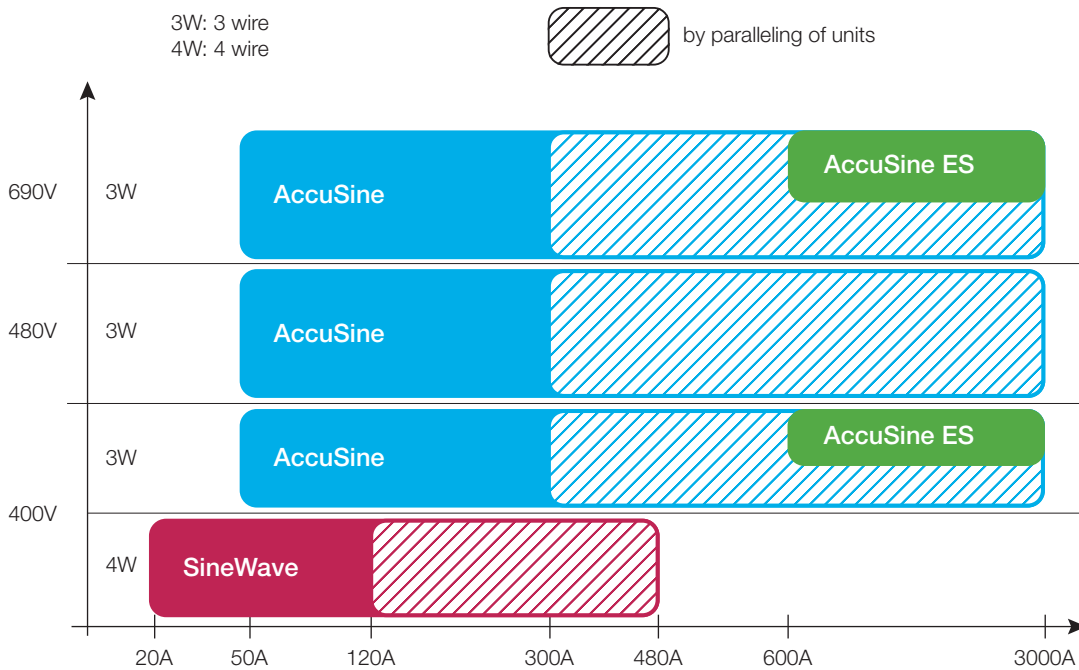 3W: 3 wire
4W: 4 wire
by paralleling of units
690V
3W
AccuSine
AccuSine ES
480V
3W
AccuSine
3W
AccuSine
AccuSine ES
400V
4W
SineWave
20A
50A
120A
300A
480A
600A
3000A